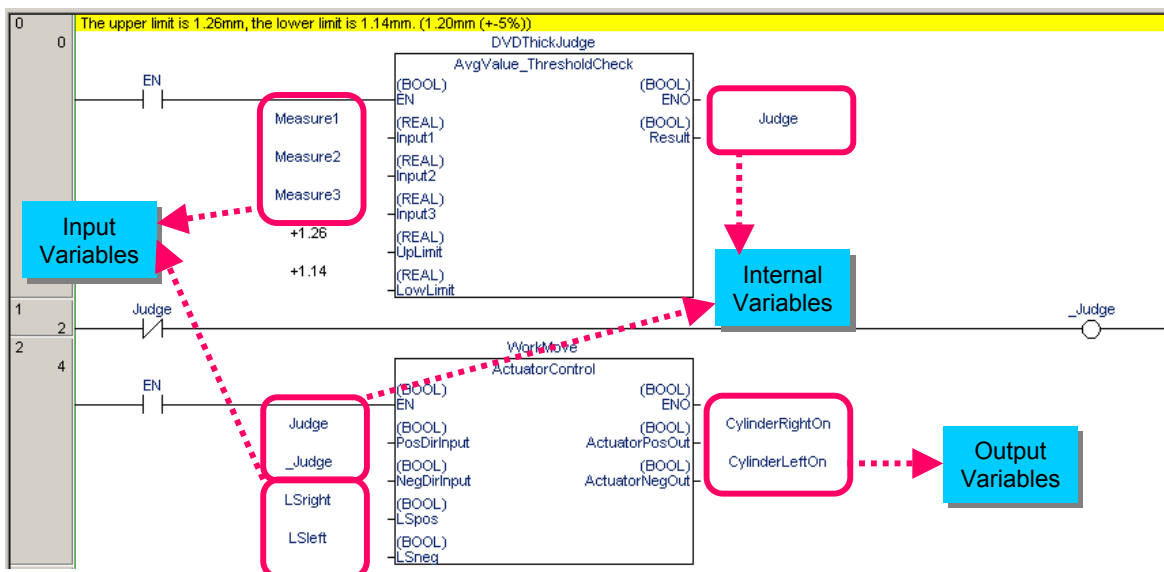 0 The upper limit is 1.26mm, the lower limit is 1.14mm. (1.20mm (+-5%))
0
DVDThickJudge
AvgValue_ThresholdCheck
EN
(BOOL) (BOOL)
EN ENO
Measure1 (REAL) (BOOL) Judge
Input1 Result
Measure2 (REAL)
Input2
Measure3 (REAL)
Input3
+1.26 (REAL)
UpLimit
+1.14 (REAL)
LowLimit
Input
Variables
Internal
Variables
1
2
Judge _Judge
2
4
WorkMove
ActuatorControl
EN
(BOOL) (BOOL)
EN ENO
Judge (BOOL) (BOOL) CylinderRightOn
PosDirInput ActuatorPosOut
_Judge (BOOL) (BOOL) CylinderLeftOn
NegDirInput ActuatorNegOut
LSright (BOOL)
LSpos
LSleft (BOOL)
LSneg
Output
Variables